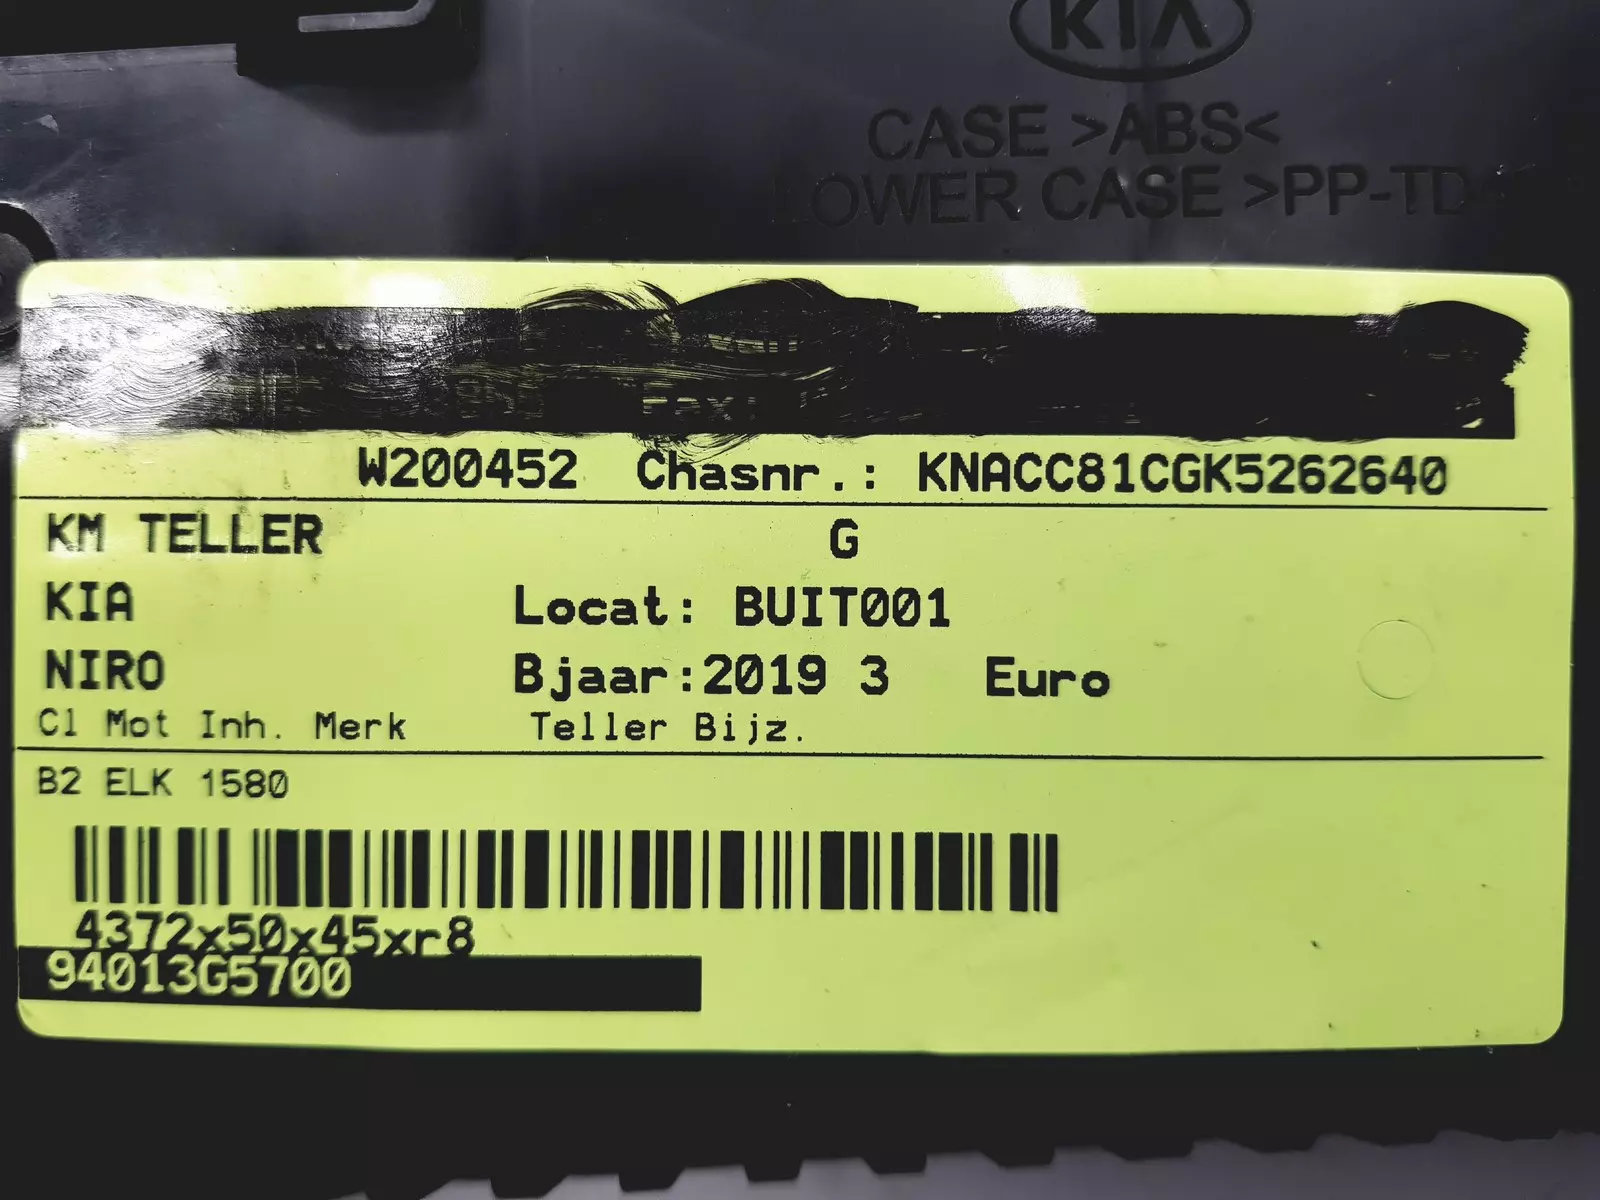 KIA
CASE >ABS<
LOWER CASE >PP-TD
W200452 Chasnr.: KNACC81CGK5262640
KM TELLER G
KIA Locat: BUIT001
NIRO Bjaar:2019 3 Euro
Cl Mot Inh. Merk Teller Bijz.
B2 ELK 1580
4372x50x45xr8
94013G5700